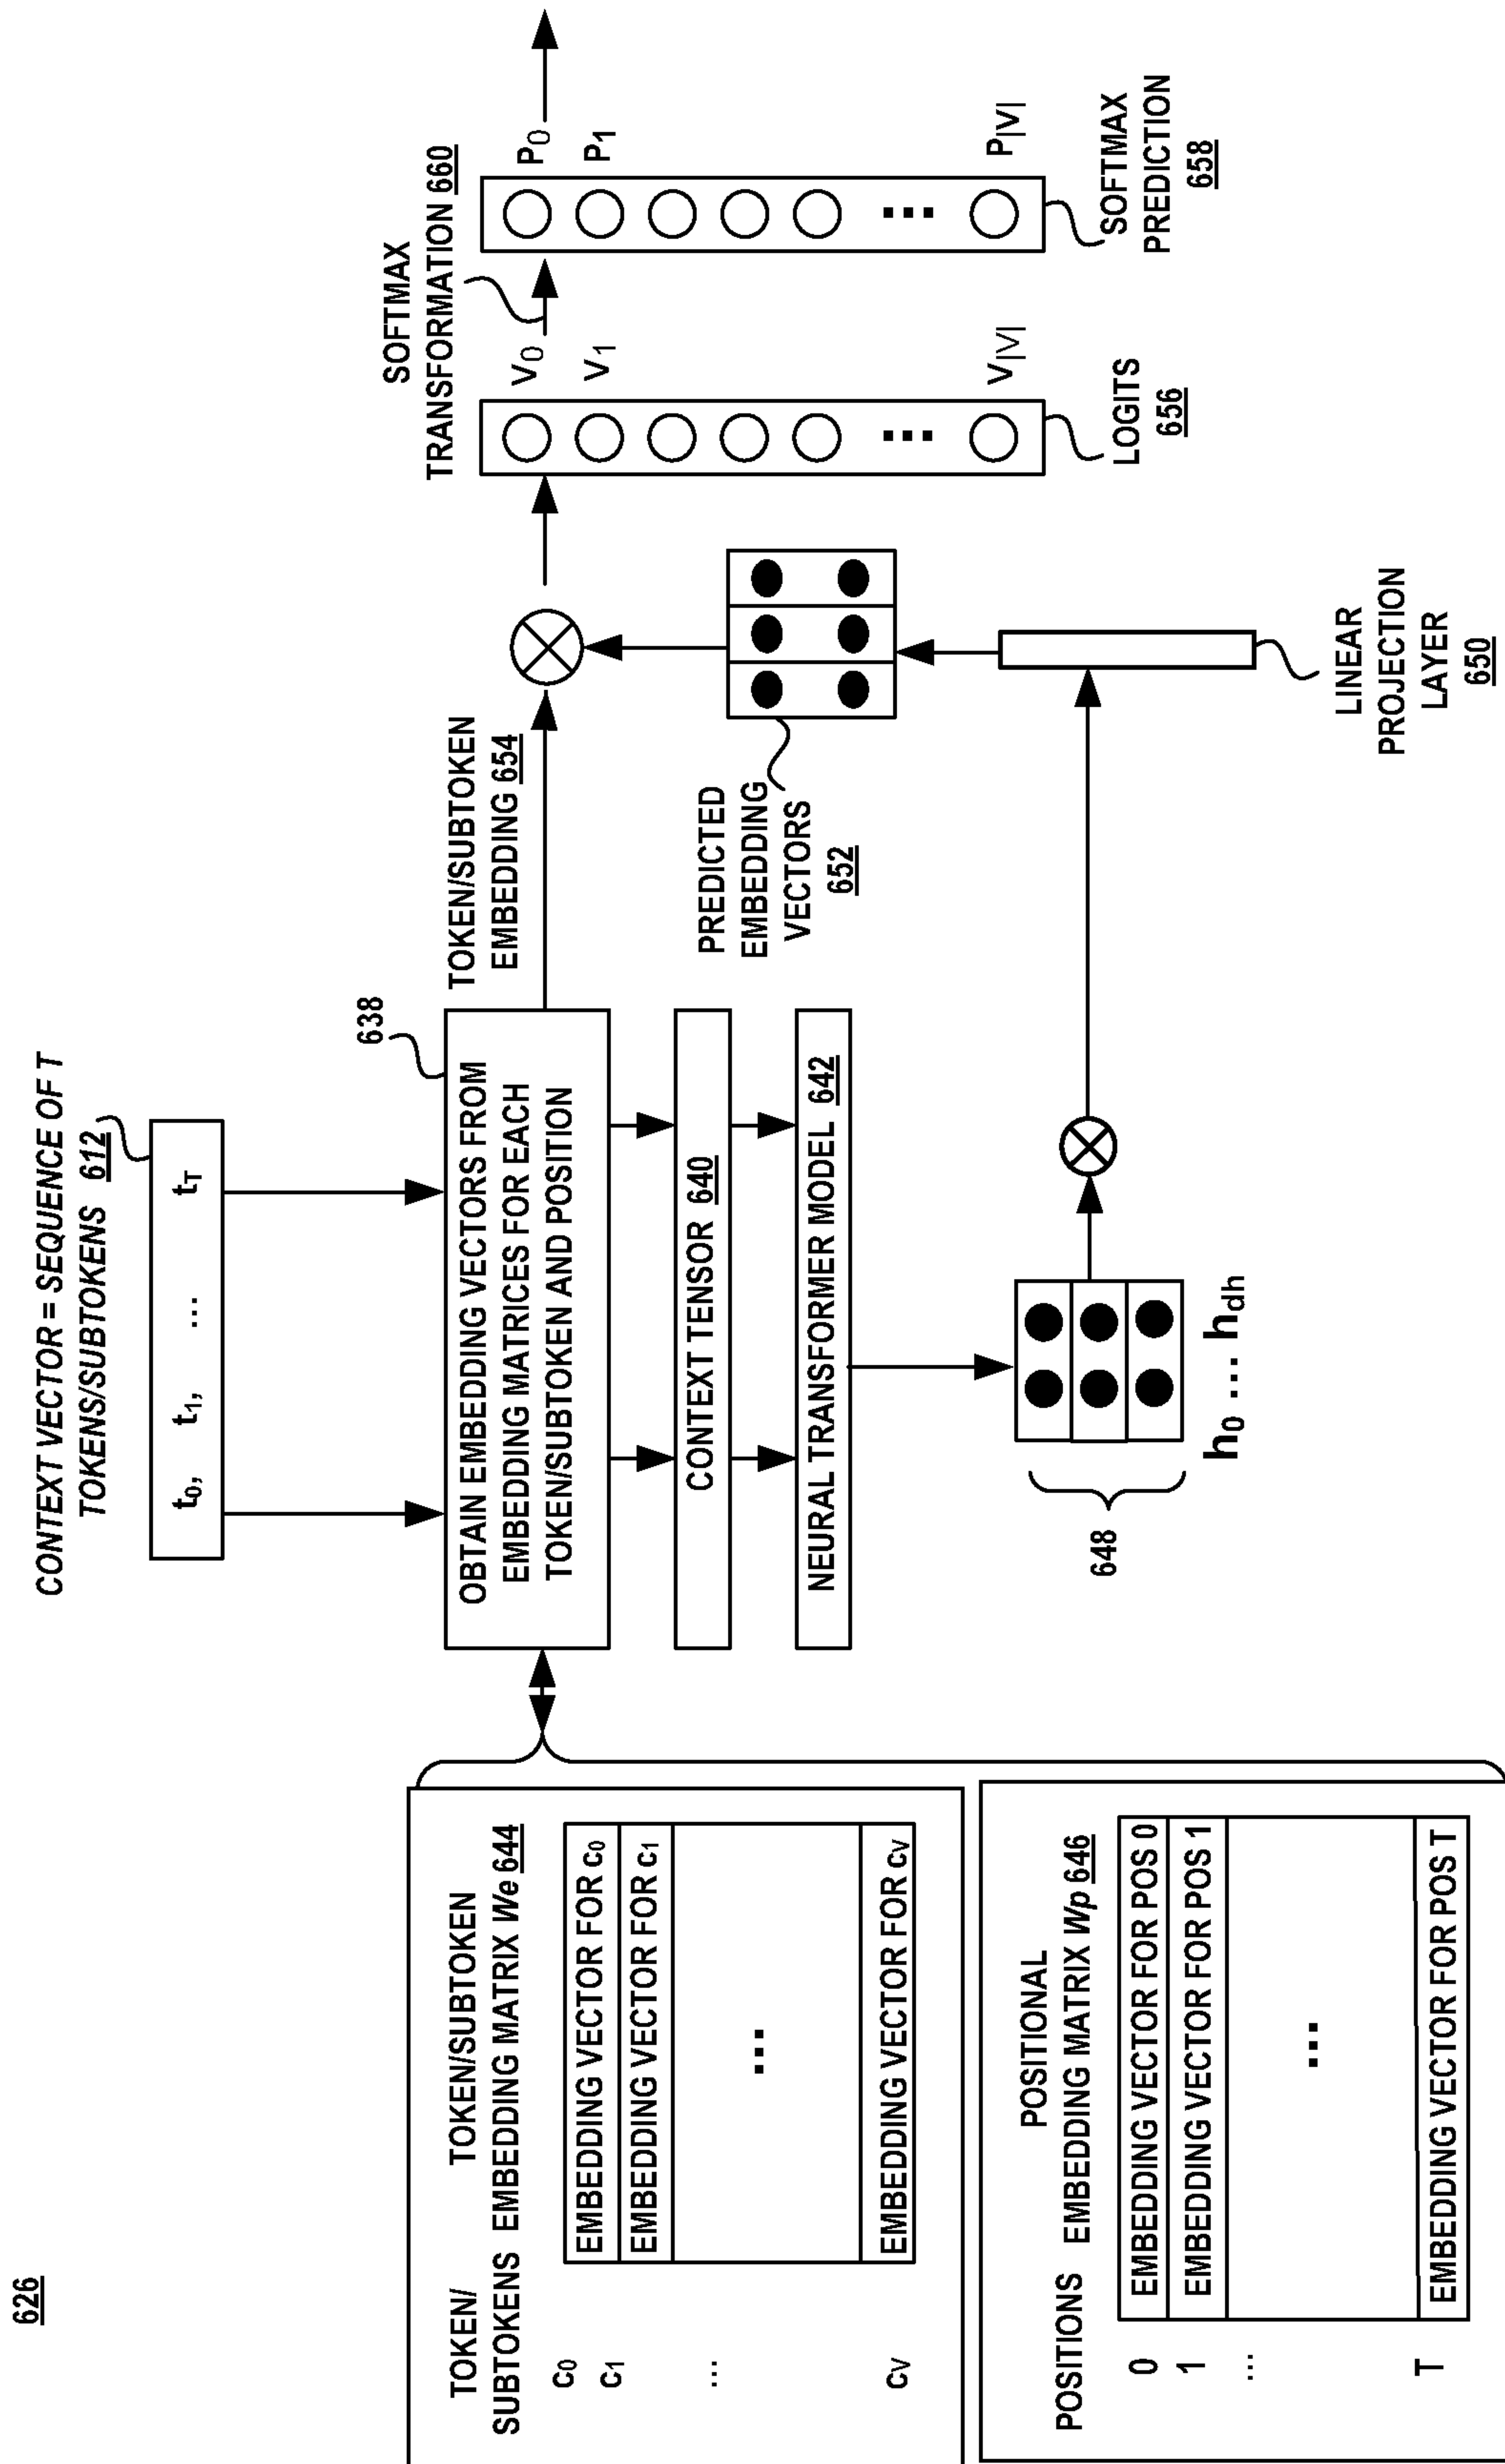 626
CONTEXT VECTOR = SEQUENCE OF T
TOKENS/SUBTOKENS 612
t0, t1, ... tT
TOKEN/
SUBTOKENS
TOKEN/SUBTOKEN
EMBEDDING MATRIX We 644
c0
EMBEDDING VECTOR FOR c0
c1
EMBEDDING VECTOR FOR c1
...
...
cV
EMBEDDING VECTOR FOR cV
POSITIONS
POSITIONAL
EMBEDDING MATRIX Wp 646
0
EMBEDDING VECTOR FOR POS 0
1
EMBEDDING VECTOR FOR POS 1
...
...
T
EMBEDDING VECTOR FOR POS T
638
OBTAIN EMBEDDING VECTORS FROM
EMBEDDING MATRICES FOR EACH
TOKEN/SUBTOKEN AND POSITION
CONTEXT TENSOR 640
NEURAL TRANSFORMER MODEL 642
648
h0 ... hdh
TOKEN/SUBTOKEN
EMBEDDING 654
PREDICTED
EMBEDDING
VECTORS
652
LINEAR
PROJECTION
LAYER
650
SOFTMAX
TRANSFORMATION 660
V0
V1
...
V|V|
LOGITS
656
P0
P1
...
P|V|
SOFTMAX
PREDICTION
658